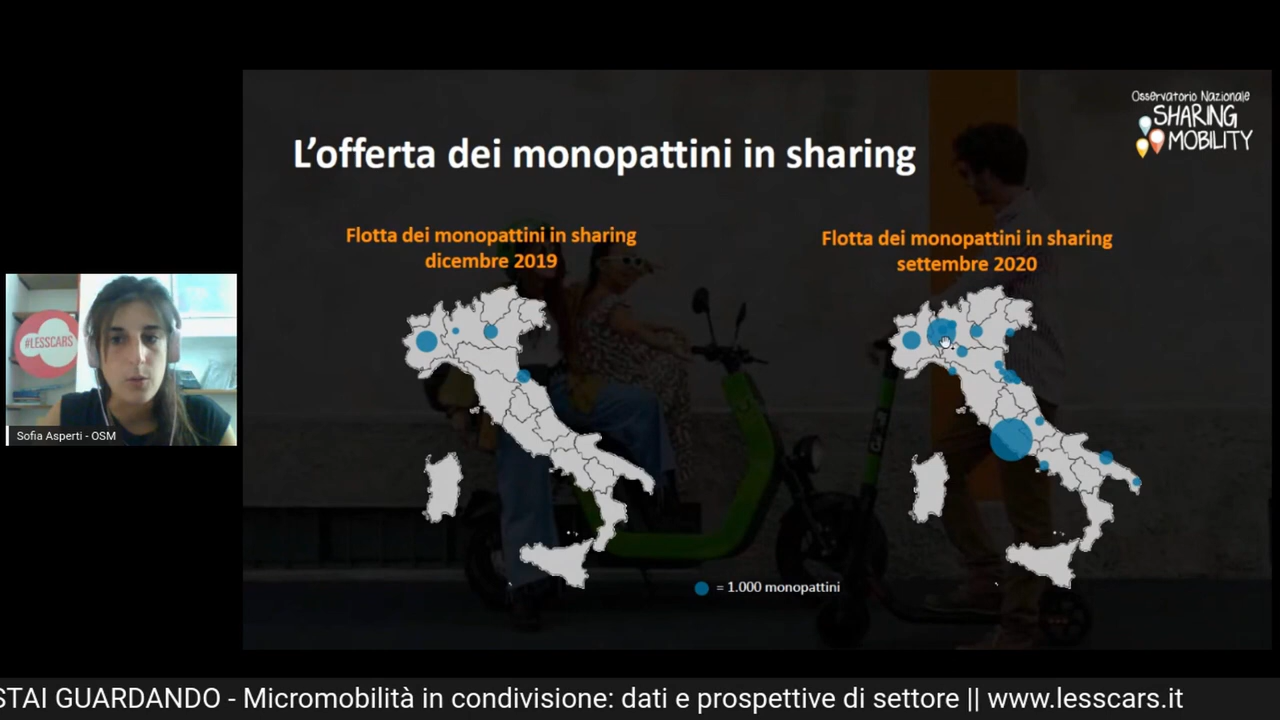 Osservatorio Nazionale
SHARING
MOBILITY
L'offerta dei monopattini in sharing
Flotta dei monopattini in sharing
dicembre 2019
Flotta dei monopattini in sharing
settembre 2020
#LESSCARS
Sofia Asperti - OSM
= 1.000 monopattini
STAI GUARDANDO - Micromobilità in condivisione: dati e prospettive di settore || www.lesscars.it